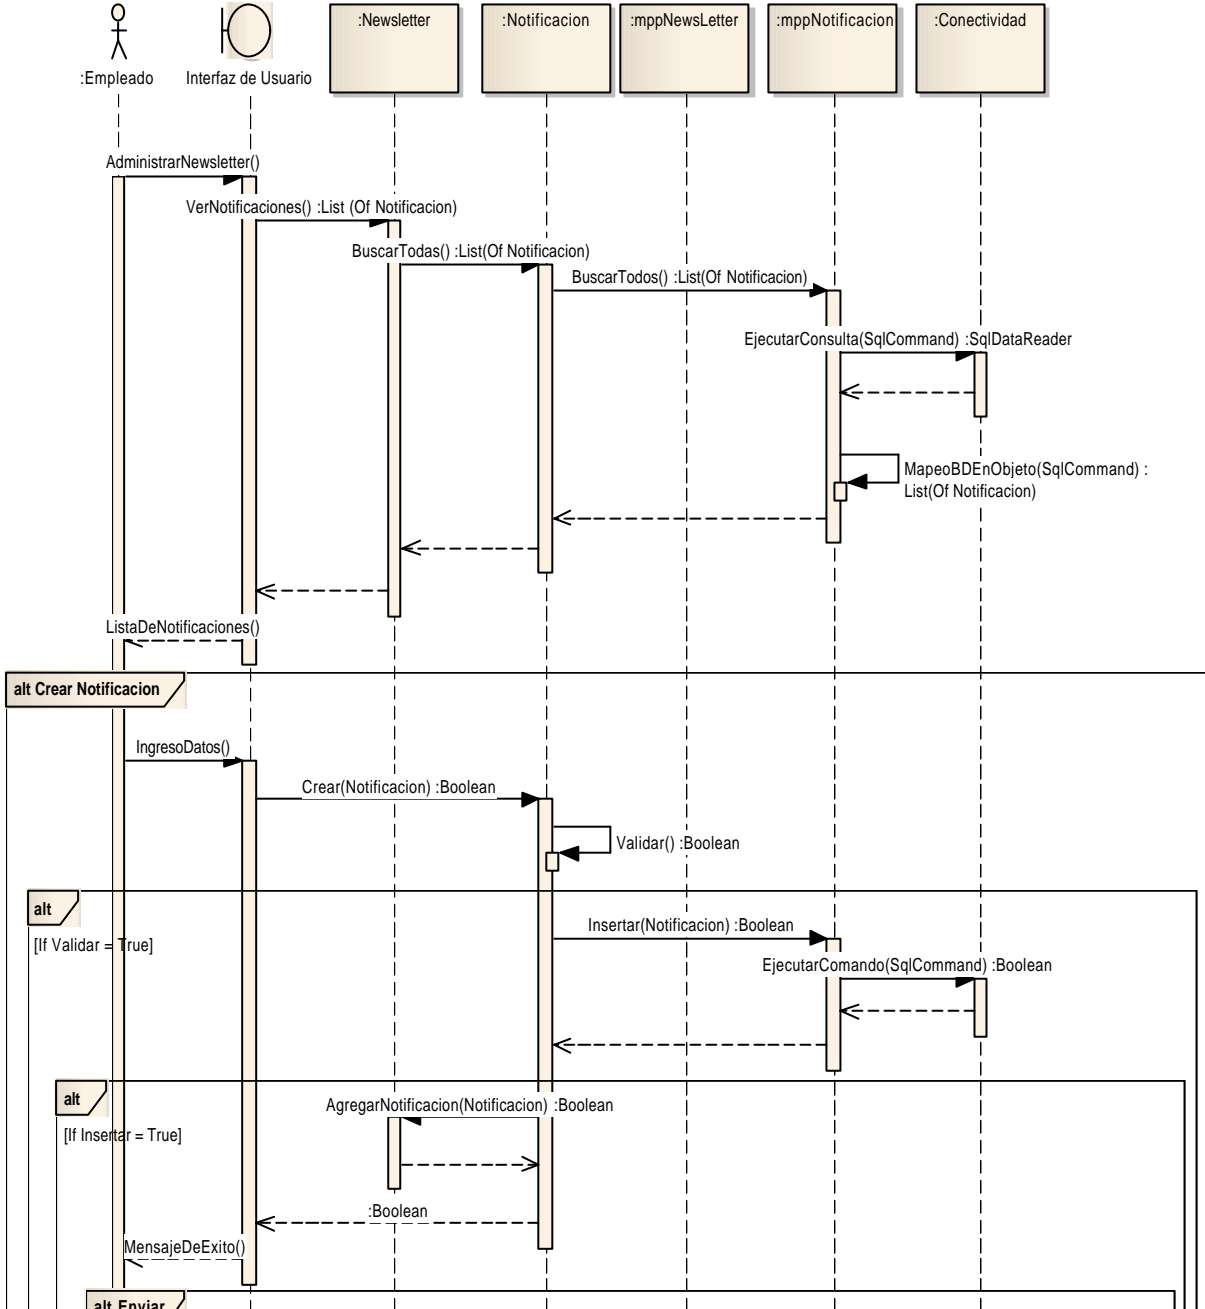 :Newsletter
:Notificacion
:mppNewsLetter
:mppNotificacion
:Conectividad
:Empleado
Interfaz de Usuario
AdministrarNewsletter()
VerNotificaciones() :List (Of Notificacion)
BuscarTodas() :List(Of Notificacion)
BuscarTodos() :List(Of Notificacion)
EjecutarConsulta(SqlCommand) :SqlDataReader
MapeoBDEnObjeto(SqlCommand) :
List(Of Notificacion)
ListaDeNotificaciones()
alt Crear Notificacion
IngresoDatos()
Crear(Notificacion) :Boolean
Validar() :Boolean
alt
[If Validar = True]
Insertar(Notificacion) :Boolean
EjecutarComando(SqlCommand) :Boolean
alt
[If Insertar = True]
AgregarNotificacion(Notificacion) :Boolean
:Boolean
MensajeDeExito()
alt Enviar